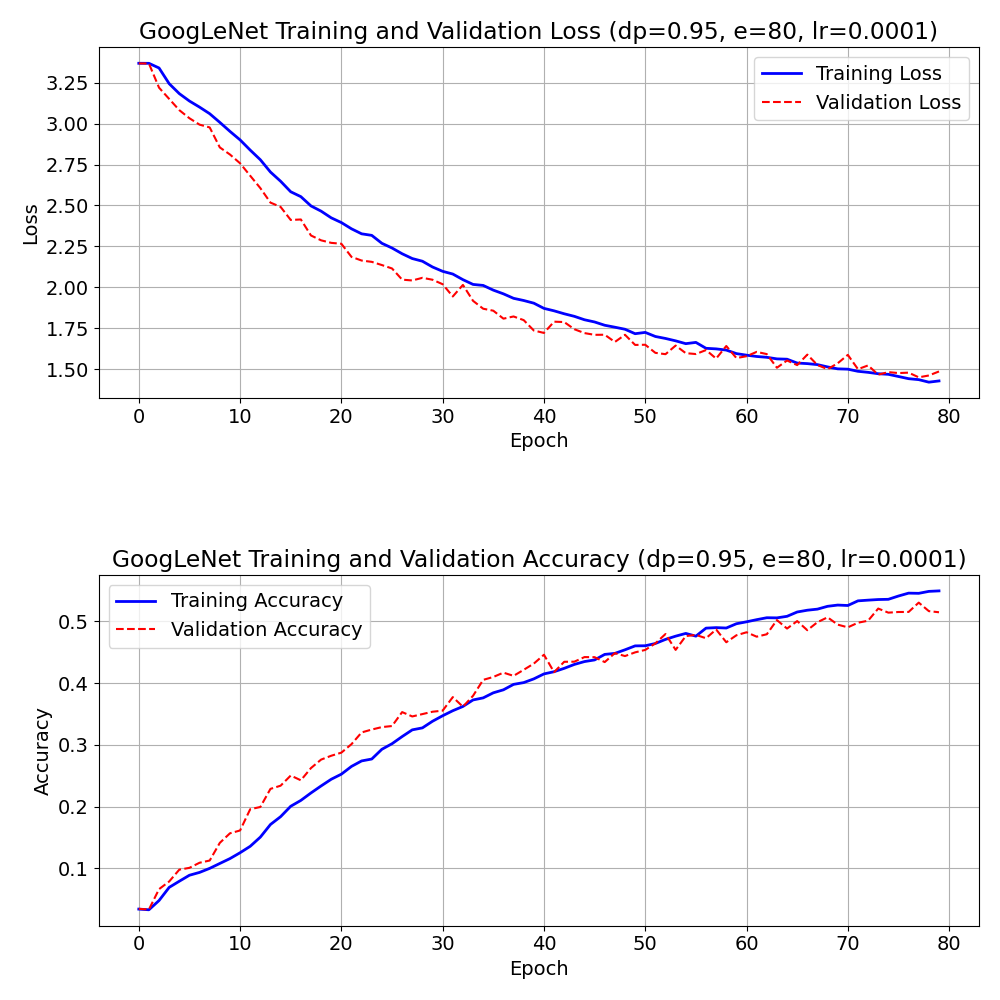 GoogLeNet Training and Validation Loss (dp=0.95, e=80, lr=0.0001)
Training Loss
Validation Loss
Loss
3.25
3.00
2.75
2.50
2.25
2.00
1.75
1.50
0 10 20 30 40 50 60 70 80
Epoch
GoogLeNet Training and Validation Accuracy (dp=0.95, e=80, lr=0.0001)
Training Accuracy
Validation Accuracy
Accuracy
0.5
0.4
0.3
0.2
0.1
0 10 20 30 40 50 60 70 80
Epoch